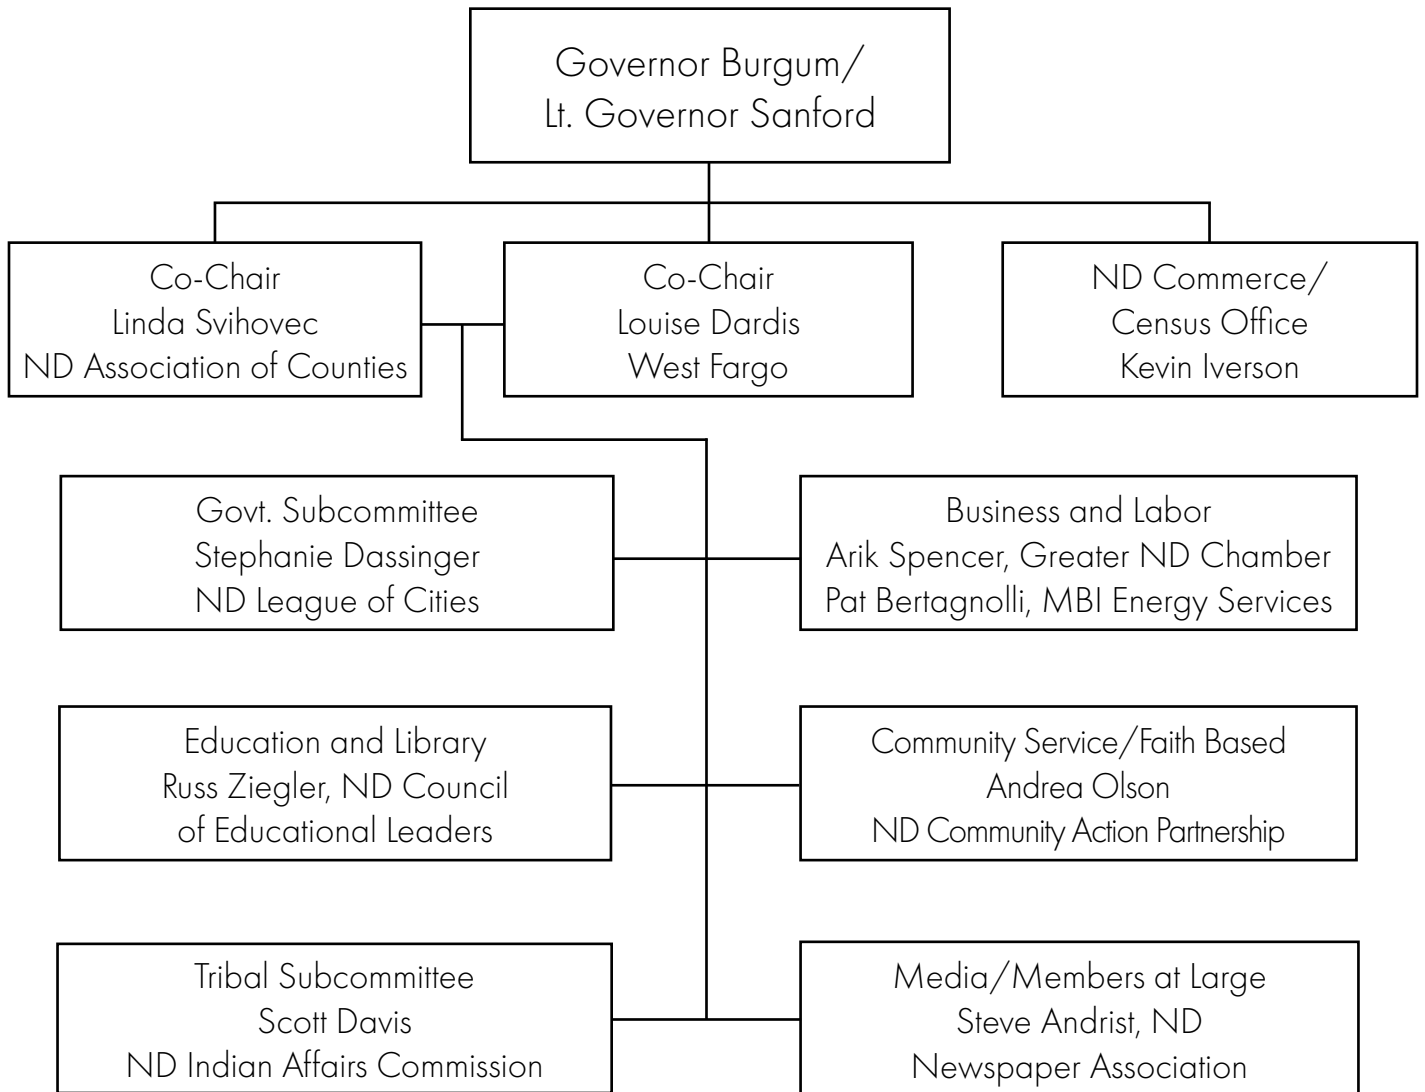 Governor Burgum/
Lt. Governor Sanford
Co-Chair
Linda Svihovec
ND Association of Counties
Co-Chair
Louise Dardis
West Fargo
ND Commerce/
Census Office
Kevin Iverson
Govt. Subcommittee
Stephanie Dassinger
ND League of Cities
Business and Labor
Arik Spencer, Greater ND Chamber
Pat Bertagnolli, MBI Energy Services
Education and Library
Russ Ziegler, ND Council
of Educational Leaders
Community Service/Faith Based
Andrea Olson
ND Community Action Partnership
Tribal Subcommittee
Scott Davis
ND Indian Affairs Commission
Media/Members at Large
Steve Andrist, ND
Newspaper Association